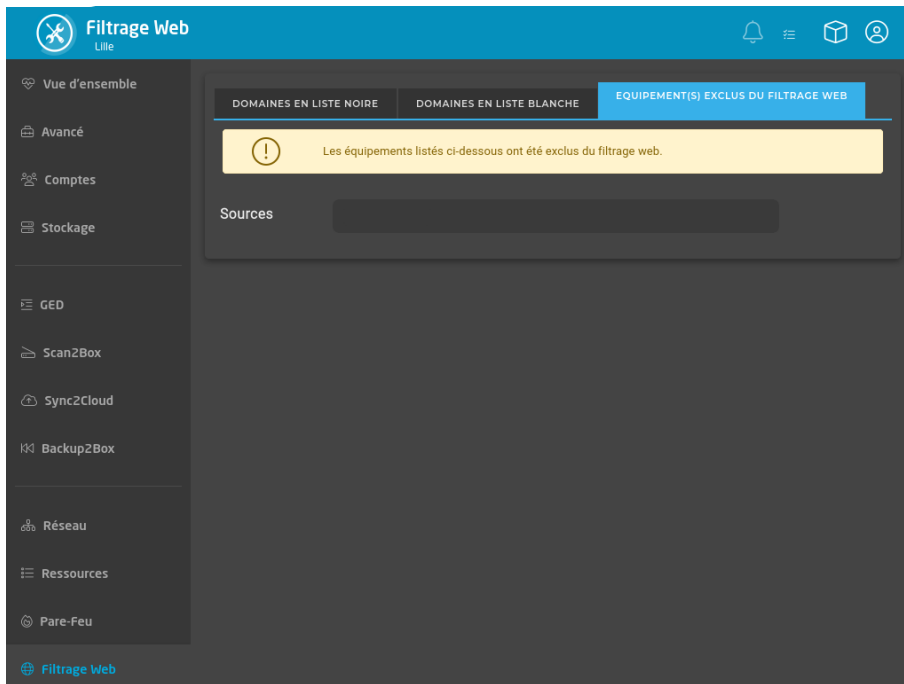 Filtrage Web
Lille
Vue d'ensemble
Avancé
Comptes
Stockage
GED
Scan2Box
Sync2Cloud
Backup2Box
Réseau
Ressources
Pare-Feu
Filtrage Web
DOMAINES EN LISTE NOIRE
DOMAINES EN LISTE BLANCHE
EQUIPEMENT(S) EXCLUS DU FILTRAGE WEB
Les équipements listés ci-dessous ont été exclus du filtrage web.
Sources